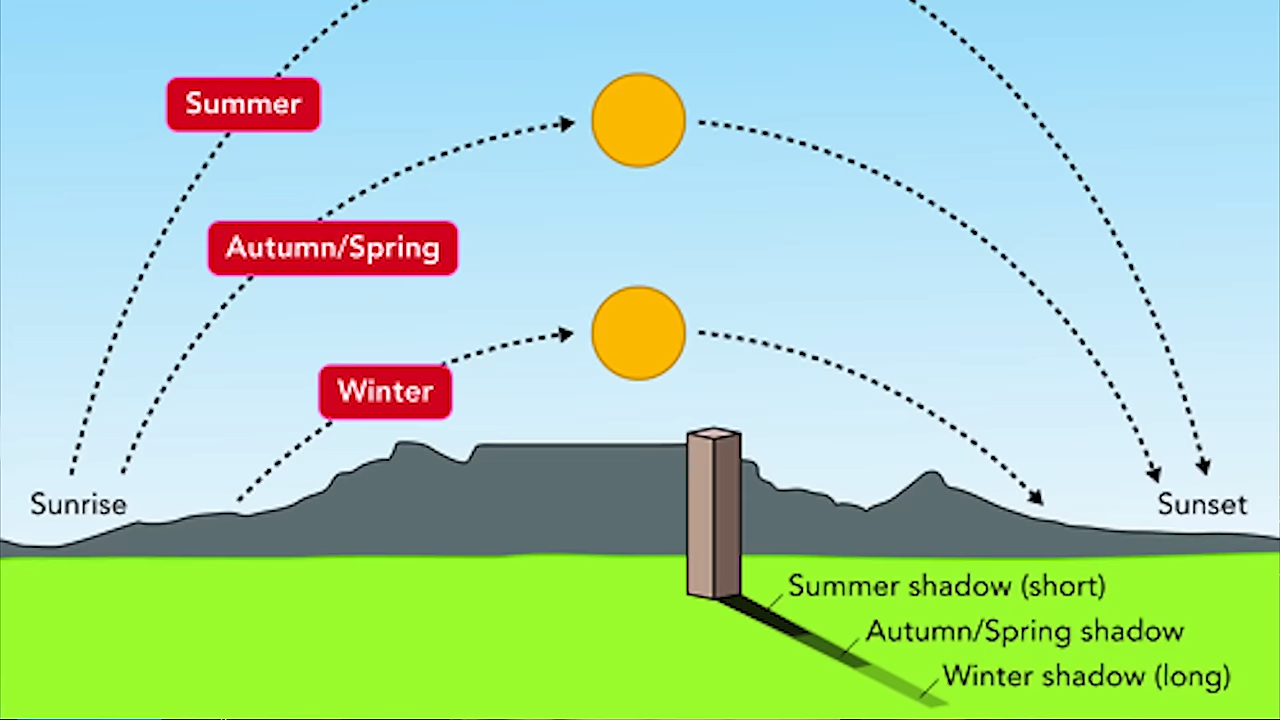 Summer
Autumn/Spring
Winter
Sunrise
Sunset
Summer shadow (short)
Autumn/Spring shadow
Winter shadow (long)